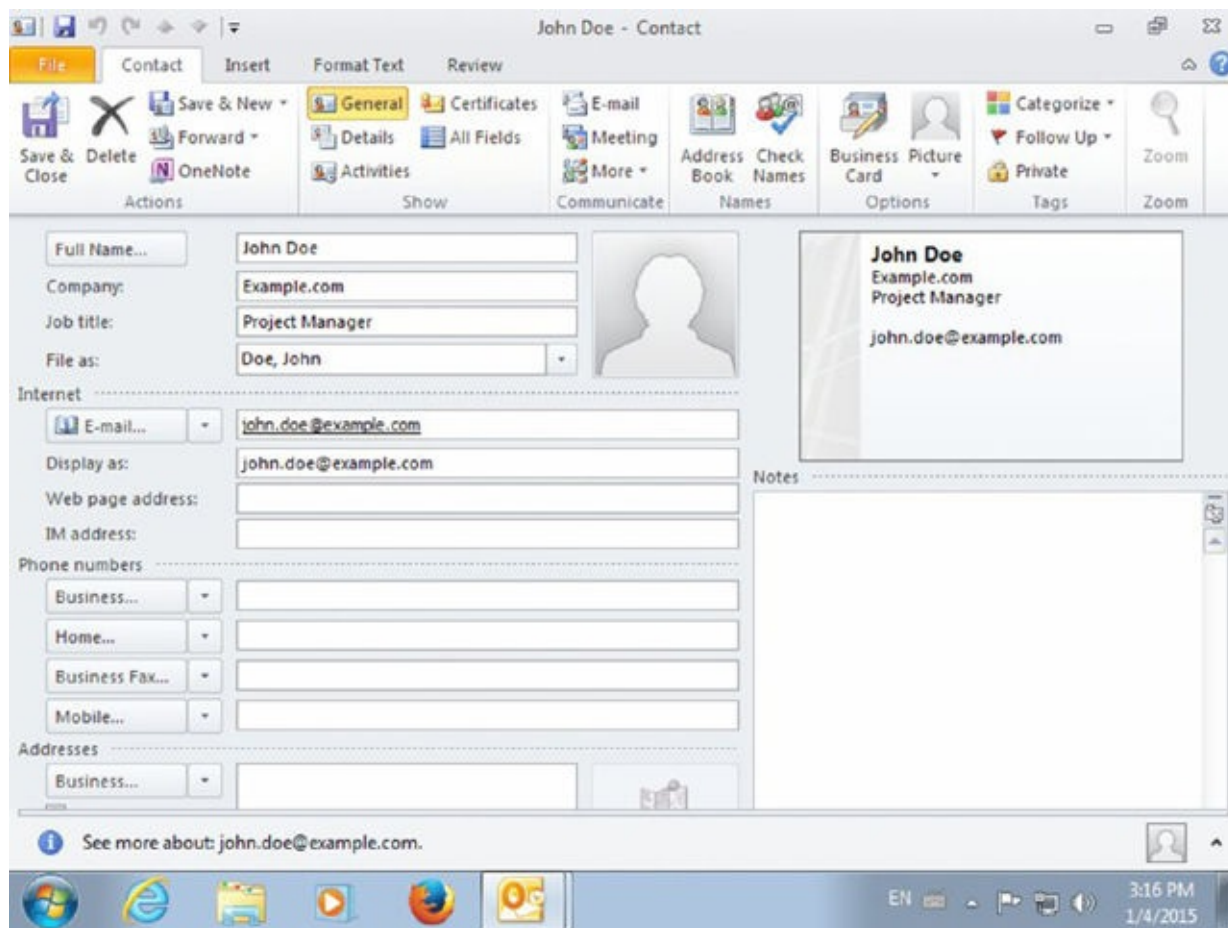 John Doe - Contact
File Contact Insert Format Text Review
Save & Close
Delete
Save & New
Forward
OneNote
Actions
General
Details
Activities
Certificates
All Fields
Show
E-mail
Meeting
More
Communicate
Address Book
Check Names
Names
Business Card
Picture
Options
Categorize
Follow Up
Private
Tags
Zoom
Zoom
Full Name... John Doe
Company: Example.com
Job title: Project Manager
File as: Doe, John
John Doe
Example.com
Project Manager
john.doe@example.com
Internet
E-mail... john.doe@example.com
Display as: john.doe@example.com
Web page address:
IM address:
Notes
Phone numbers
Business...
Home...
Business Fax...
Mobile...
Addresses
Business...
See more about: john.doe@example.com.
EN
3:16 PM
1/4/2015